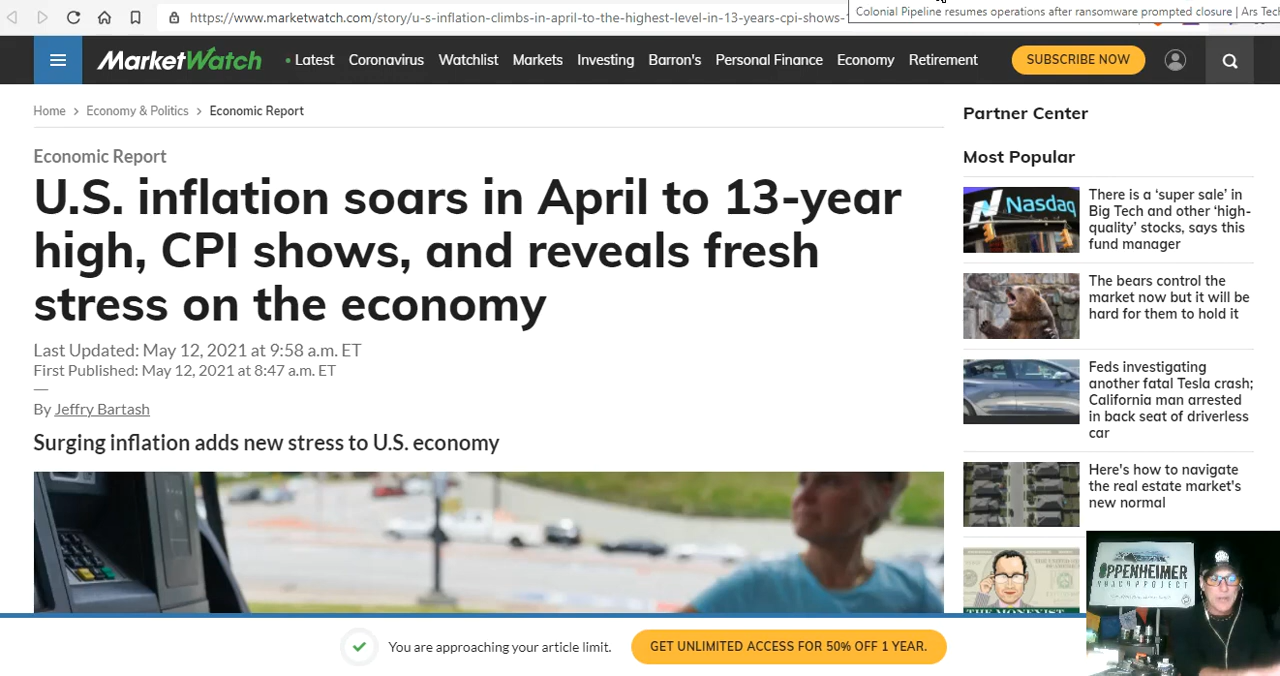 https://www.marketwatch.com/story/u-s-inflation-climbs-in-april-to-the-highest-level-in-13-years-cpi-shows-
Colonial Pipeline resumes operations after ransomware prompted closure | Ars Tech
MarketWatch
Latest Coronavirus Watchlist Markets Investing Barron's Personal Finance Economy Retirement
SUBSCRIBE NOW
Home > Economy & Politics > Economic Report
Economic Report
U.S. inflation soars in April to 13-year
high, CPI shows, and reveals fresh
stress on the economy
Last Updated: May 12, 2021 at 9:58 a.m. ET
First Published: May 12, 2021 at 8:47 a.m. ET
By Jeffry Bartash
Surging inflation adds new stress to U.S. economy
Partner Center
Most Popular
Nasdaq
There is a ‘super sale’ in
Big Tech and other ‘high-
quality’ stocks, says this
fund manager
The bears control the
market now but it will be
hard for them to hold it
Feds investigating
another fatal Tesla crash;
California man arrested
in back seat of driverless
car
Here's how to navigate
the real estate market's
new normal
THE MONEYIST
OPPENHEIMER
RANCH PROJECT
You are approaching your article limit.
GET UNLIMITED ACCESS FOR 50% OFF 1 YEAR.